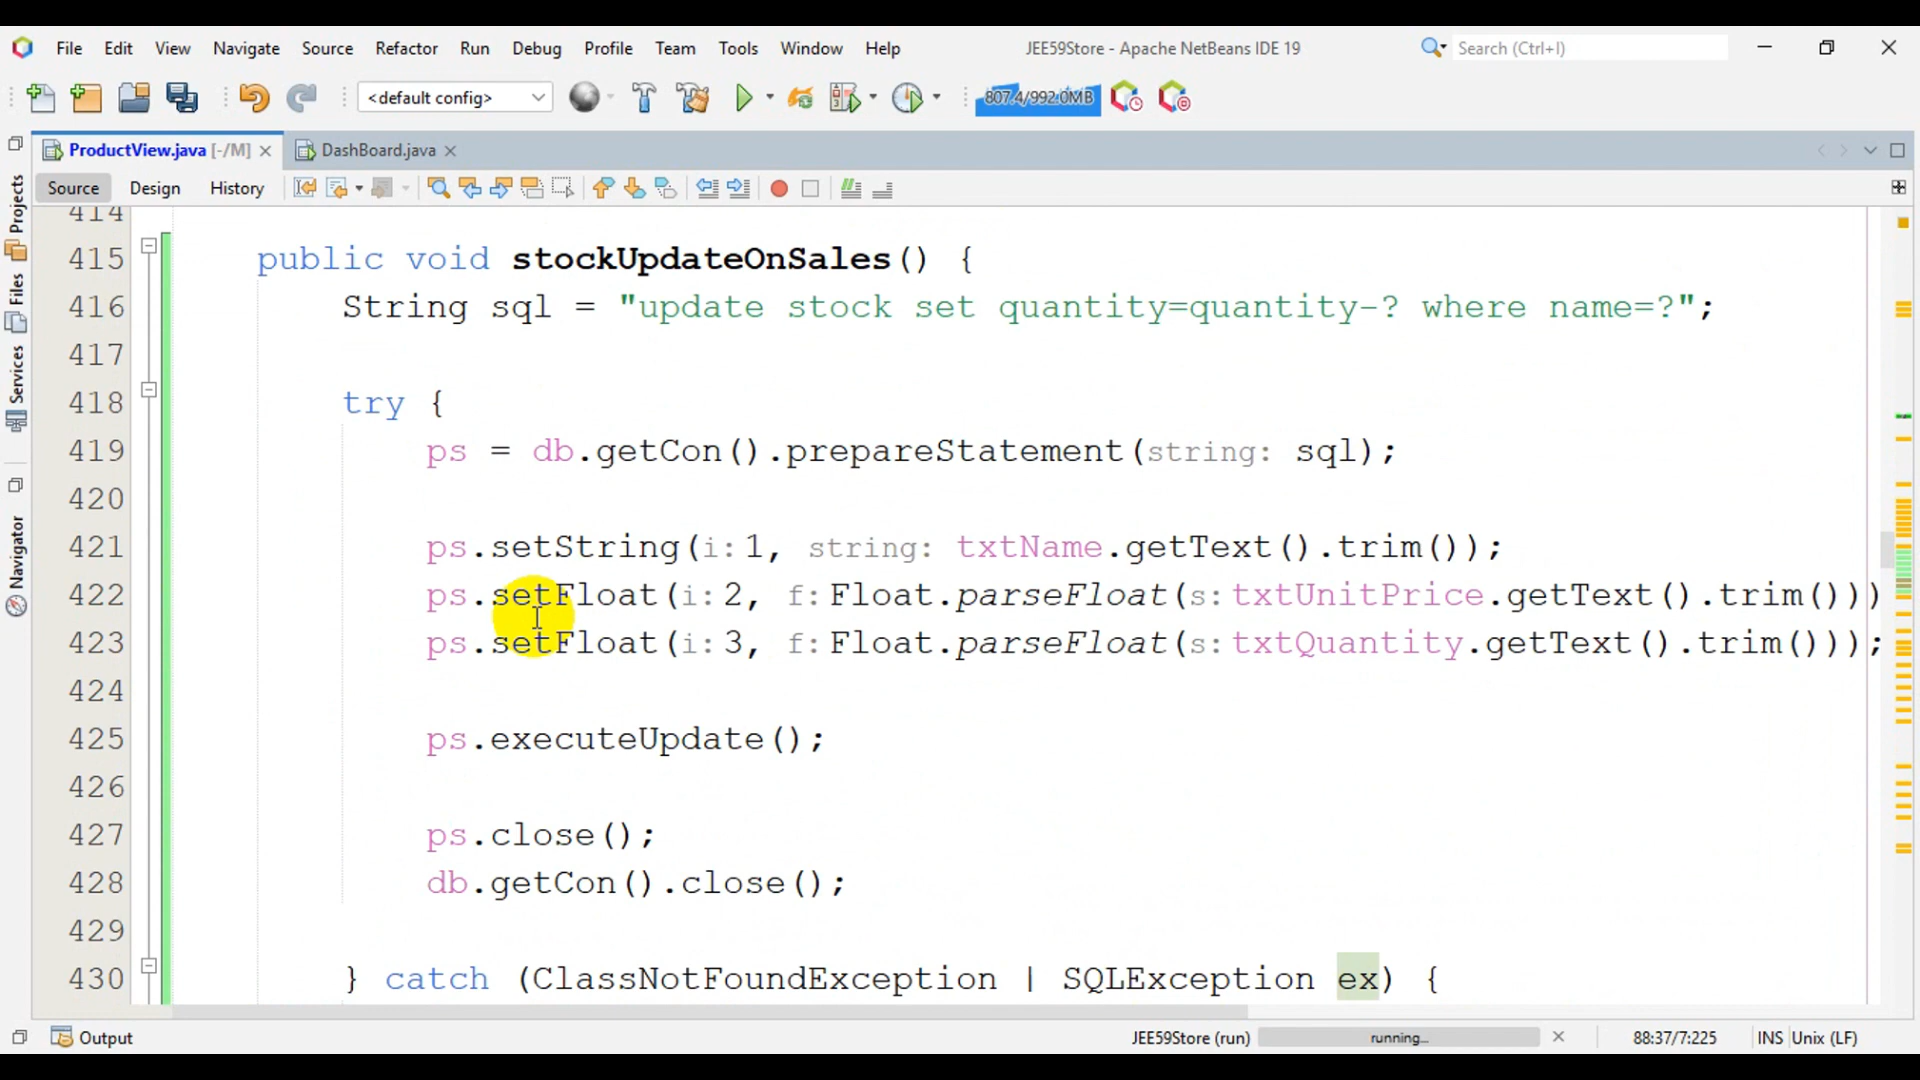 File Edit View Navigate Source Refactor Run Debug Profile Team Tools Window Help JEE59Store - Apache NetBeans IDE 19 Search (Ctrl+I)
<default config> 807.4/992.0MB
ProductView.java [-/M] DashBoard.java
Source Design History
Projects
Files
Services
Navigator
414
415 public void stockUpdateOnSales() {
416 String sql = "update stock set quantity=quantity-? where name=?";
417
418 try {
419 ps = db.getCon().prepareStatement(string: sql);
420
421 ps.setString(i: 1, string: txtName.getText().trim());
422 ps.setFloat(i: 2, f: Float.parseFloat(s: txtUnitPrice.getText().trim()))
423 ps.setFloat(i: 3, f: Float.parseFloat(s: txtQuantity.getText().trim()));
424
425 ps.executeUpdate();
426
427 ps.close();
428 db.getCon().close();
429
430 } catch (ClassNotFoundException | SQLException ex) {
Output JEE59Store (run) running... 88:37/7:225 INS Unix (LF)